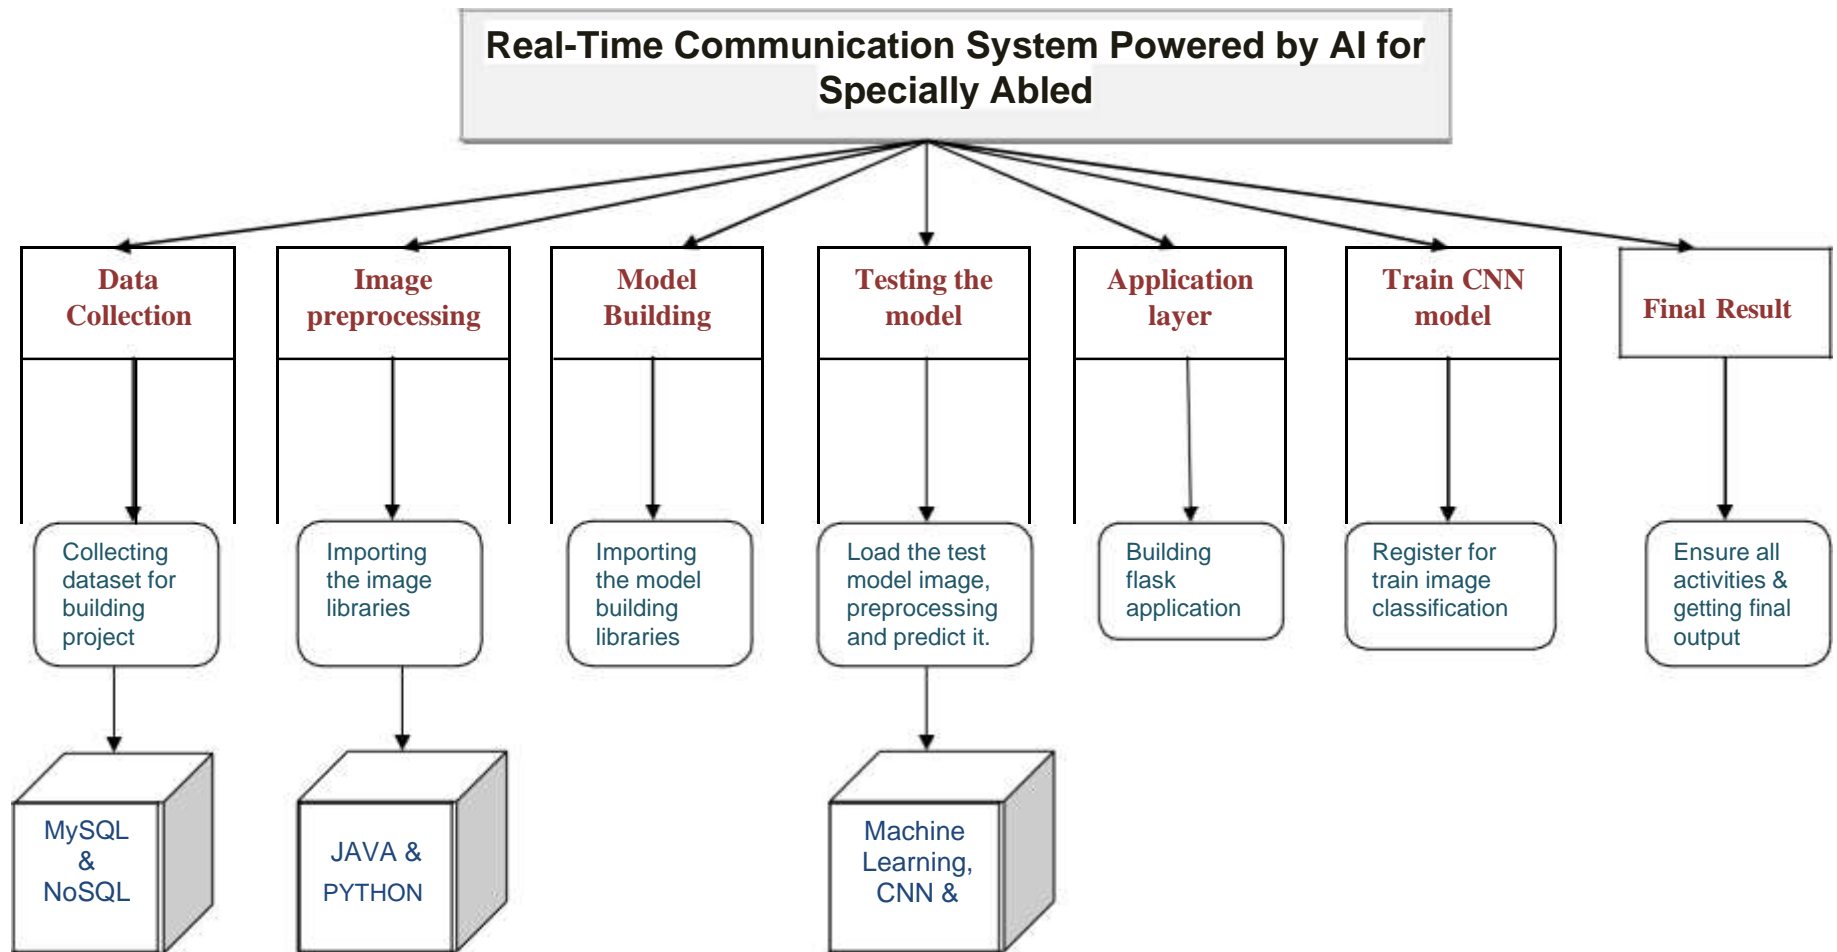 Real-Time Communication System Powered by AI for
Specially Abled
Data
Collection
Image
preprocessing
Model
Building
Testing the
model
Application
layer
Train CNN
model
Final Result
Collecting
dataset for
building
project
Importing
the image
libraries
Importing
the model
building
libraries
Load the test
model image,
preprocessing
and predict it.
Building
flask
application
Register for
train image
classification
Ensure all
activities &
getting final
output
MySQL
&
NoSQL
JAVA &
PYTHON
Machine
Learning,
CNN &